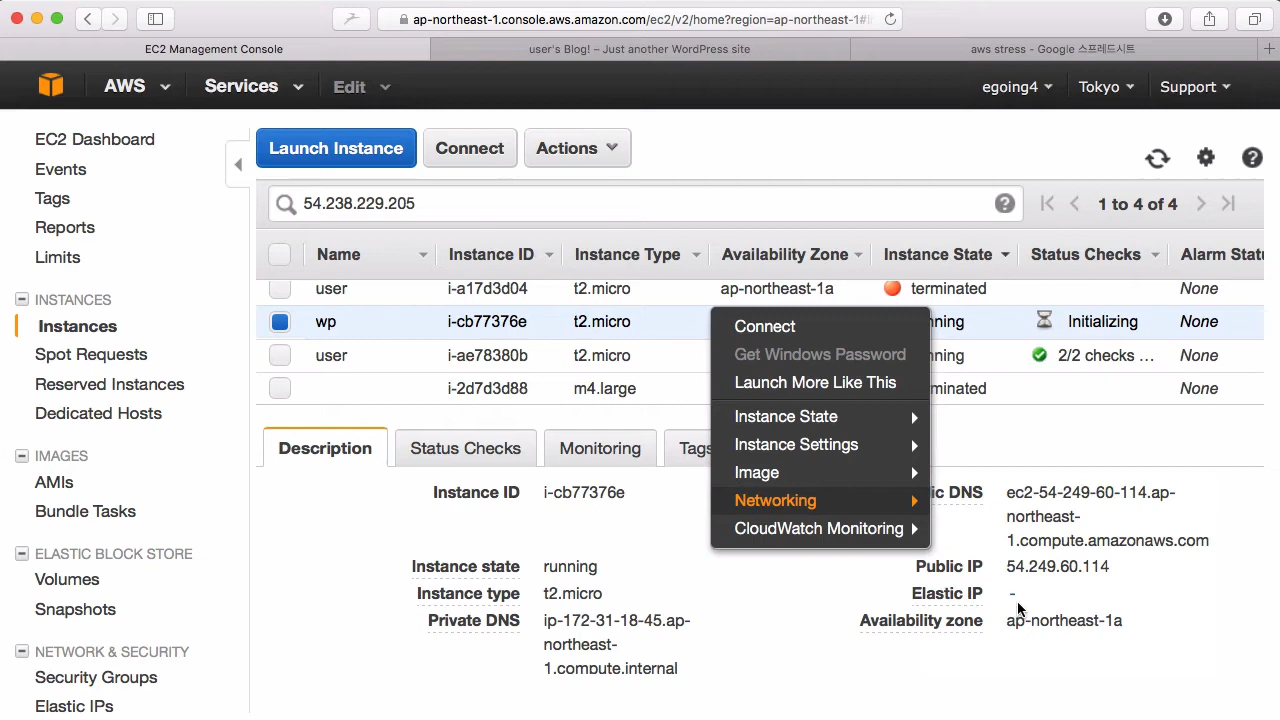 ap-northeast-1.console.aws.amazon.com/ec2/v2/home?region=ap-northeast-1#
EC2 Management Console
user's Blog! – Just another WordPress site
aws stress - Google 스프레드시트
AWS Services Edit egoing4 Tokyo Support
EC2 Dashboard
Events
Tags
Reports
Limits
INSTANCES
Instances
Spot Requests
Reserved Instances
Dedicated Hosts
IMAGES
AMIs
Bundle Tasks
ELASTIC BLOCK STORE
Volumes
Snapshots
NETWORK & SECURITY
Security Groups
Elastic IPs
Launch Instance Connect Actions
54.238.229.205 1 to 4 of 4
Name Instance ID Instance Type Availability Zone Instance State Status Checks Alarm Statu
user i-a17d3d04 t2.micro ap-northeast-1a terminated None
wp i-cb77376e t2.micro nning Initializing None
user i-ae78380b t2.micro nning 2/2 checks ... None
i-2d7d3d88 m4.large minated None
Connect
Get Windows Password
Launch More Like This
Instance State
Instance Settings
Image
Networking
CloudWatch Monitoring
Description Status Checks Monitoring Tags
Instance ID i-cb77376e
Instance state running
Instance type t2.micro
Private DNS ip-172-31-18-45.ap-
northeast-
1.compute.internal
ic DNS ec2-54-249-60-114.ap-
northeast-
1.compute.amazonaws.com
Public IP 54.249.60.114
Elastic IP -
Availability zone ap-northeast-1a